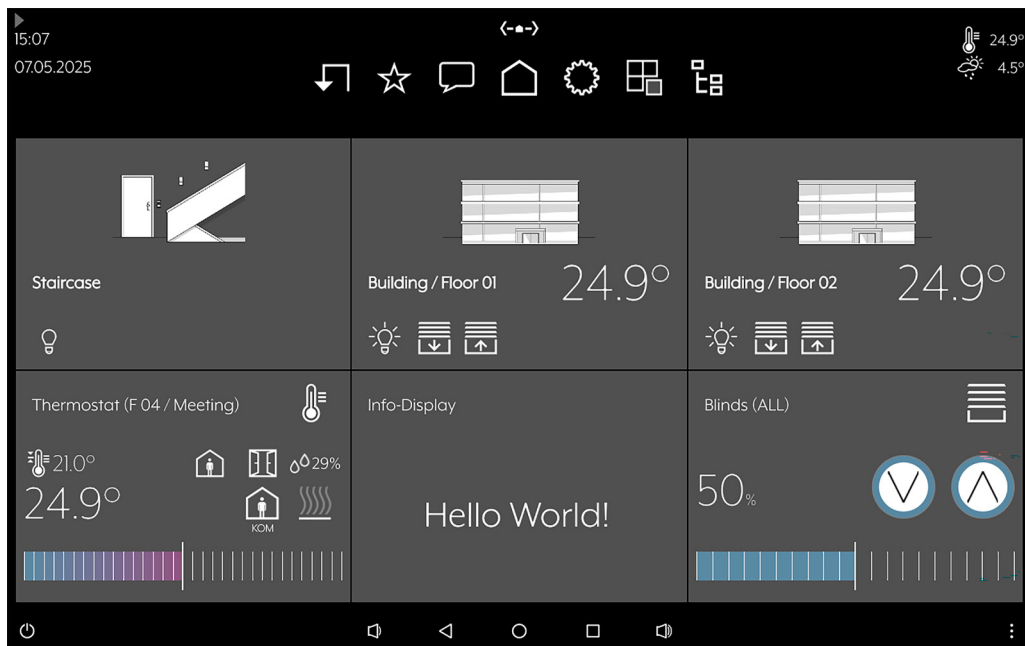 15:07
24.9°
07.05.2025
4.5°
Staircase
Building / Floor 01
24.9°
Building / Floor 02
24.9°
Thermostat (F 04 / Meeting)
21.0°
29%
24.9°
KOM
Info-Display
Hello World!
Blinds (ALL)
50%